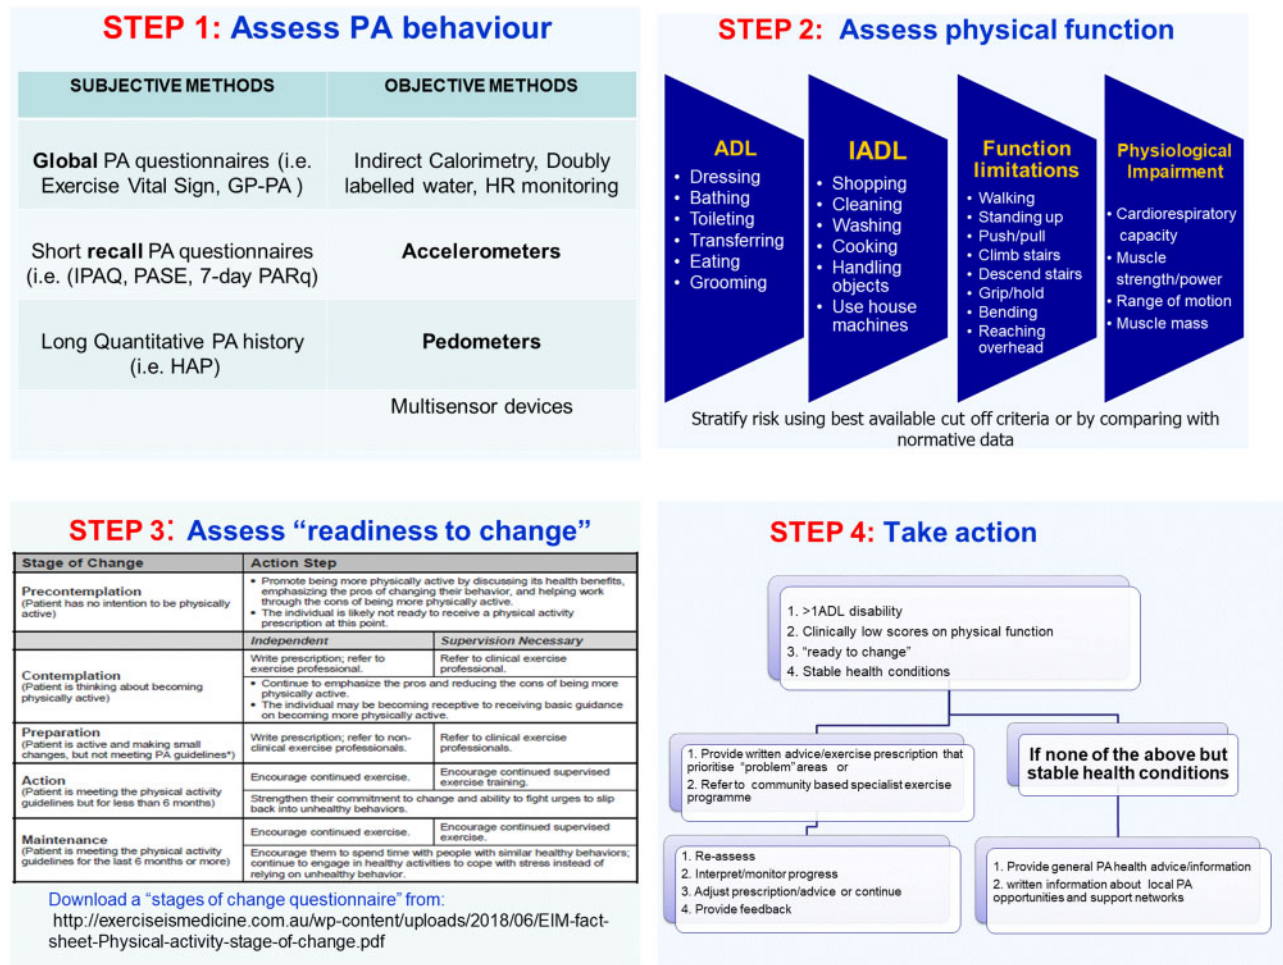 STEP 1: Assess PA behaviour
SUBJECTIVE METHODS
OBJECTIVE METHODS
Global PA questionnaires (i.e.
Exercise Vital Sign, GP-PA )
Indirect Calorimetry, Doubly
labelled water, HR monitoring
Short recall PA questionnaires
(i.e. (IPAQ, PASE, 7-day PARq)
Accelerometers
Long Quantitative PA history
(i.e. HAP)
Pedometers
Multisensor devices
STEP 2: Assess physical function
ADL
• Dressing
• Bathing
• Toileting
• Transferring
• Eating
• Grooming
IADL
• Shopping
• Cleaning
• Washing
• Cooking
• Handling
objects
• Use house
machines
Function
limitations
• Walking
• Standing up
• Push/pull
• Climb stairs
• Descend stairs
• Grip/hold
• Bending
• Reaching
overhead
Physiological
Impairment
• Cardiorespiratory
capacity
• Muscle
strength/power
• Range of motion
• Muscle mass
Stratify risk using best available cut off criteria or by comparing with
normative data
STEP 3: Assess “readiness to change”
Stage of Change
Action Step
Precontemplation
(Patient has no intention to be physically
active)
• Promote being more physically active by discussing its health benefits,
emphasizing the pros of changing their behavior, and helping work
through the cons of being more physically active.
• The individual is likely not ready to receive a physical activity
prescription at this point.
Independent
Supervision Necessary
Contemplation
(Patient is thinking about becoming
physically active)
Write prescription; refer to
exercise professional.
Refer to clinical exercise
professional.
• Continue to emphasize the pros and reducing the cons of being more
physically active.
• The individual may be becoming receptive to receiving basic guidance
on becoming more physically active.
Preparation
(Patient is active and making small
changes, but not meeting PA guidelines*)
Write prescription; refer to non-
clinical exercise professionals.
Refer to clinical exercise
professionals.
Action
(Patient is meeting the physical activity
guidelines but for less than 6 months)
Encourage continued exercise.
Encourage continued supervised
exercise training.
Strengthen their commitment to change and ability to fight urges to slip
back into unhealthy behaviors.
Maintenance
(Patient is meeting the physical activity
guidelines for the last 6 months or more)
Encourage continued exercise.
Encourage continued supervised
exercise.
Encourage them to spend time with people with similar healthy behaviors;
continue to engage in healthy activities to cope with stress instead of
relying on unhealthy behavior.
Download a “stages of change questionnaire” from:
http://exerciseismedicine.com.au/wp-content/uploads/2018/06/EIM-fact-
sheet-Physical-activity-stage-of-change.pdf
STEP 4: Take action
1. >1ADL disability
2. Clinically low scores on physical function
3. “ready to change”
4. Stable health conditions
1. Provide written advice/exercise prescription that
prioritise “problem” areas or
2. Refer to community based specialist exercise
programme
If none of the above but
stable health conditions
1. Re-assess
2. Interpret/monitor progress
3. Adjust prescription/advice or continue
4. Provide feedback
1. Provide general PA health advice/information
2. written information about local PA
opportunities and support networks